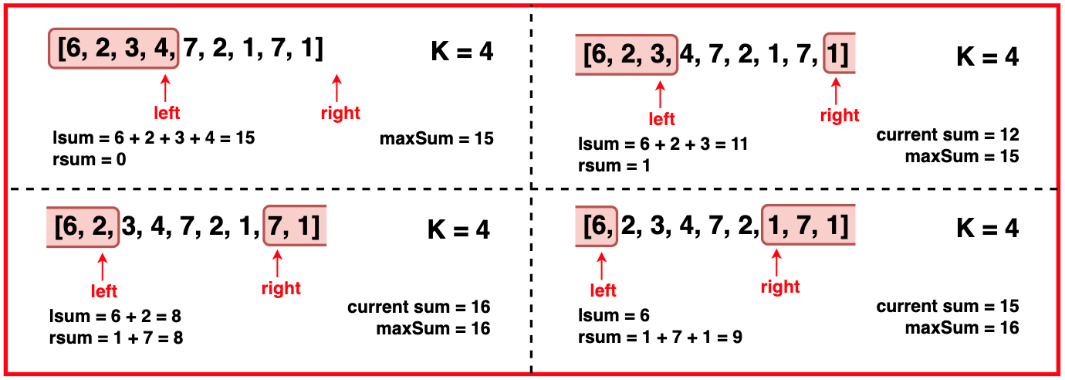 [6, 2, 3, 4, 7, 2, 1, 7, 1]
K = 4
left
right
lsum = 6 + 2 + 3 + 4 = 15
rsum = 0
maxSum = 15
[6, 2, 3, 4, 7, 2, 1, 7, 1]
K = 4
left
right
lsum = 6 + 2 + 3 = 11
rsum = 1
current sum = 12
maxSum = 15
[6, 2, 3, 4, 7, 2, 1, 7, 1]
K = 4
left
right
lsum = 6 + 2 = 8
rsum = 1 + 7 = 8
current sum = 16
maxSum = 16
[6, 2, 3, 4, 7, 2, 1, 7, 1]
K = 4
left
right
lsum = 6
rsum = 1 + 7 + 1 = 9
current sum = 15
maxSum = 16